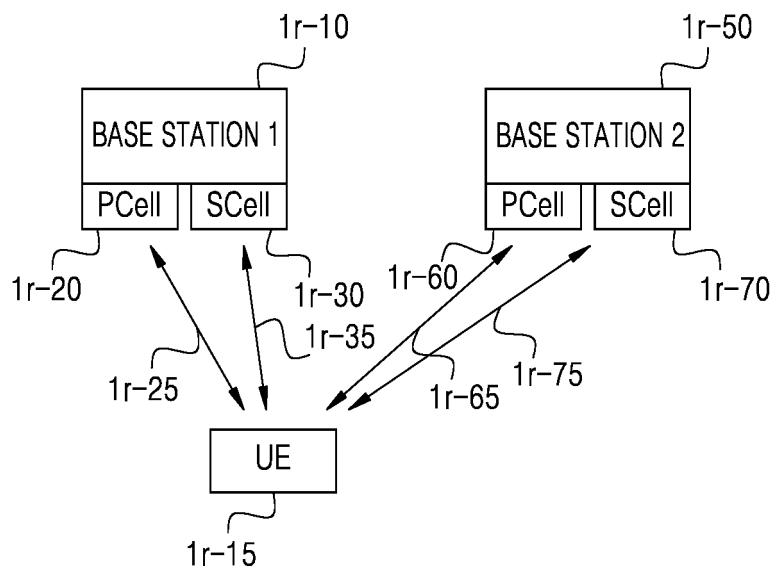 1r-10
1r-50
BASE STATION 1
BASE STATION 2
PCell
SCell
PCell
SCell
1r-20
1r-30
1r-60
1r-70
1r-35
1r-25
1r-65
1r-75
UE
1r-15